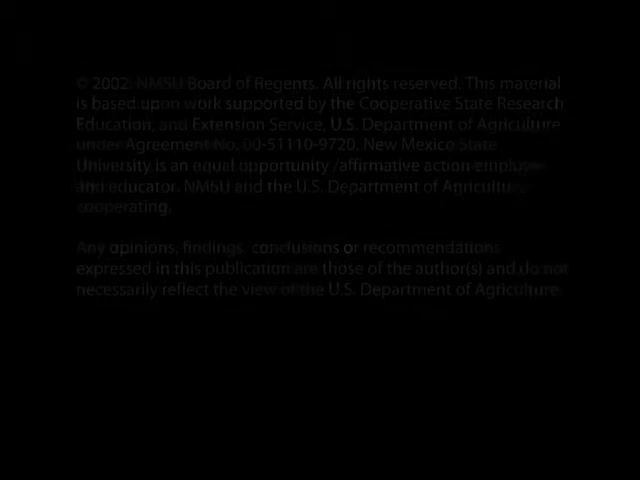 © 2002. NMSU Board of Regents. All rights reserved. This material
is based upon work supported by the Cooperative State Research
Education, and Extension Service, U.S. Department of Agriculture
under Agreement No. 00-51110-9720. New Mexico State
University is an equal opportunity /affirmative action employer
and educator. NMSU and the U.S. Department of Agriculture
cooperating.
Any opinions, findings, conclusions or recommendations
expressed in this publication are those of the author(s) and do not
necessarily reflect the view of the U.S. Department of Agriculture